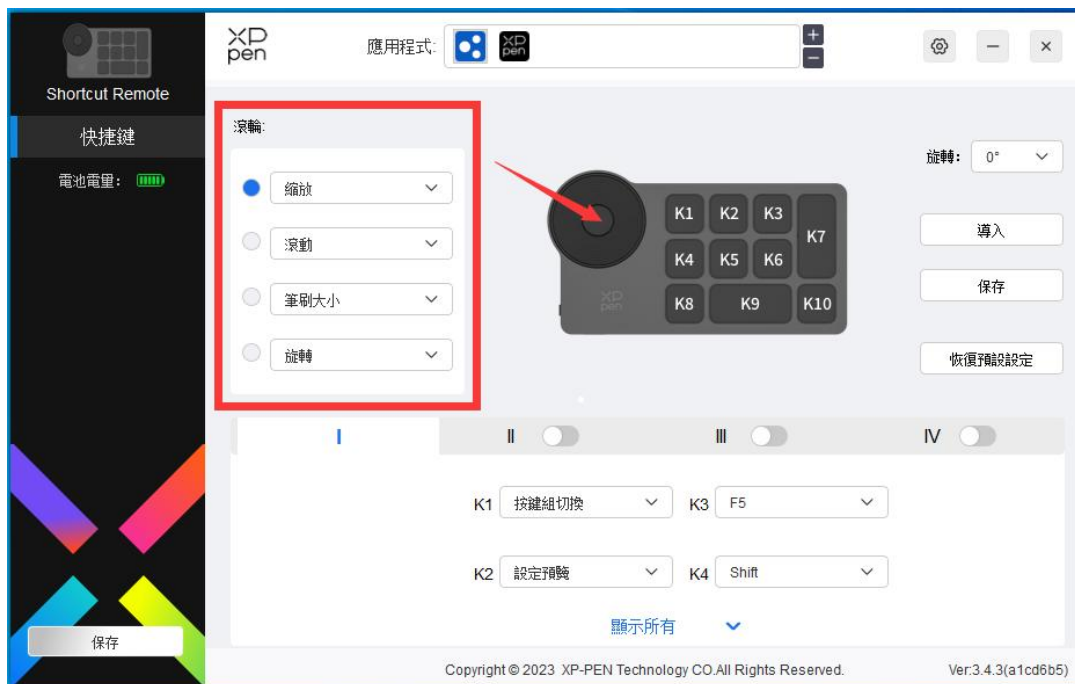 Shortcut Remote
快捷鍵
電池電量：
保存
XP
pen
應用程式:
XP
pen
+
−
滾輪:
縮放
滾動
筆刷大小
旋轉
K1 K2 K3
K7
K4 K5 K6
K8 K9 K10
XP
pen
旋轉： 0°
導入
保存
恢復預設設定
I II III IV
K1 按鍵組切換 K3 F5
K2 設定預覽 K4 Shift
顯示所有
Copyright © 2023 XP-PEN Technology CO.All Rights Reserved. Ver:3.4.3(a1cd6b5)